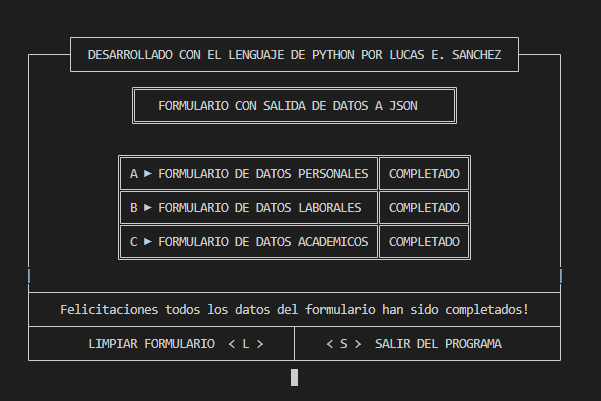 DESARROLLADO CON EL LENGUAJE DE PYTHON POR LUCAS E. SANCHEZ
FORMULARIO CON SALIDA DE DATOS A JSON
A ► FORMULARIO DE DATOS PERSONALES COMPLETADO
B ► FORMULARIO DE DATOS LABORALES COMPLETADO
C ► FORMULARIO DE DATOS ACADEMICOS COMPLETADO
Felicitaciones todos los datos del formulario han sido completados!
LIMPIAR FORMULARIO < L > < S > SALIR DEL PROGRAMA